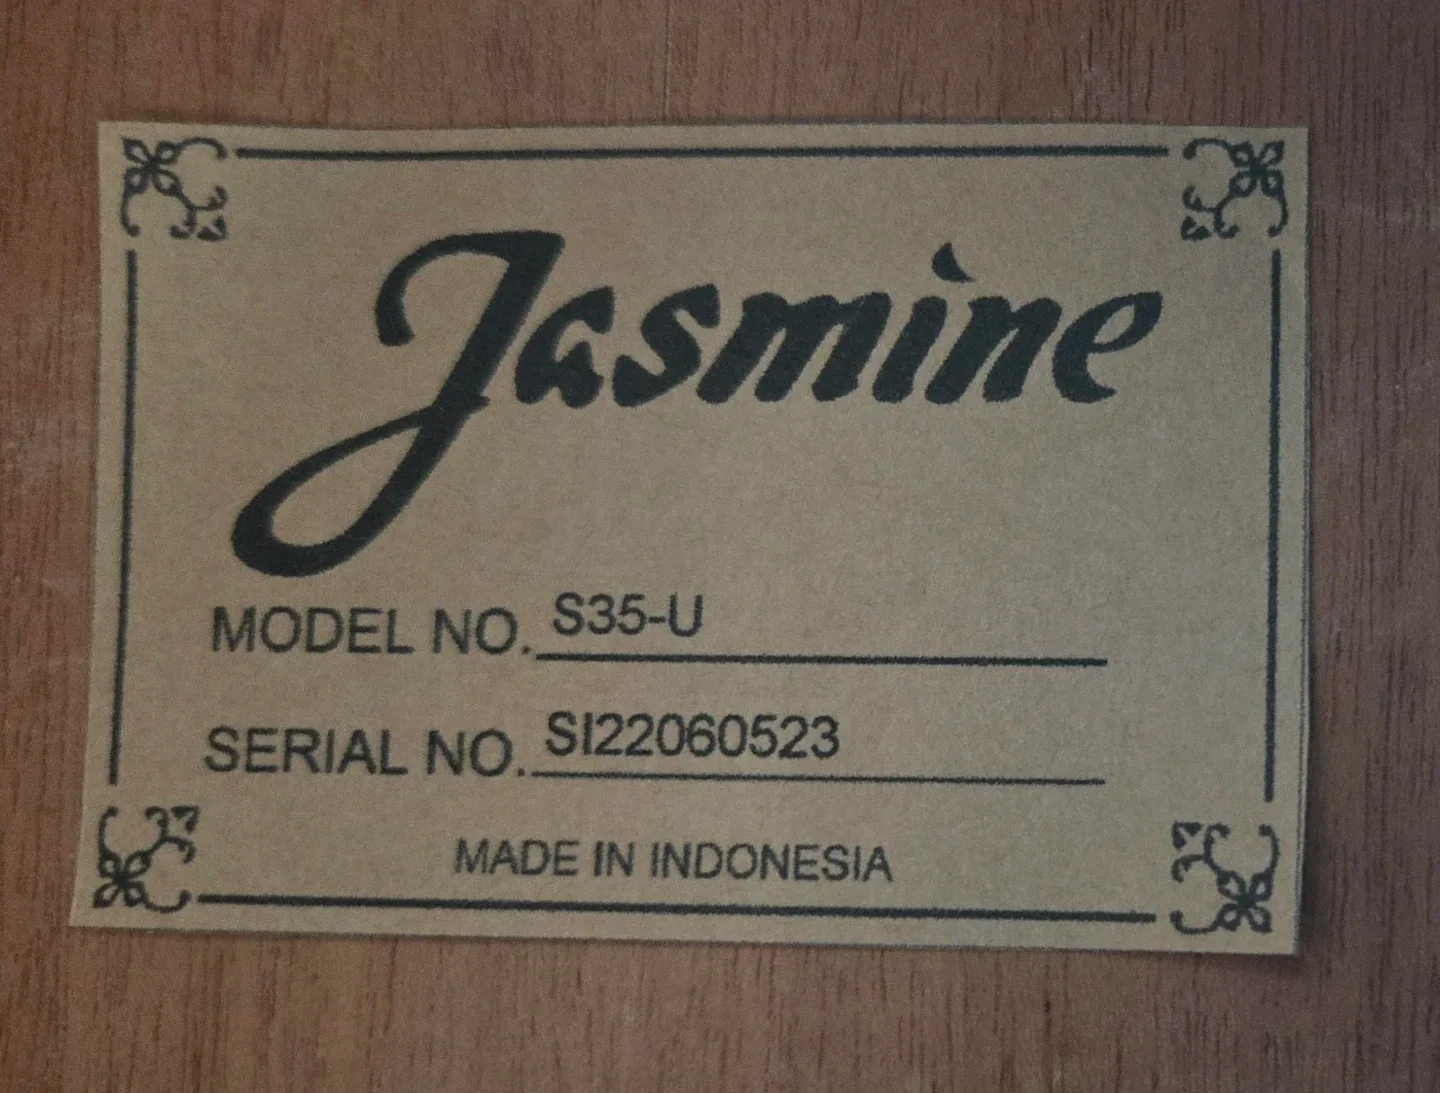 Jasmine
MODEL NO. S35-U
SERIAL NO. SI22060523
MADE IN INDONESIA